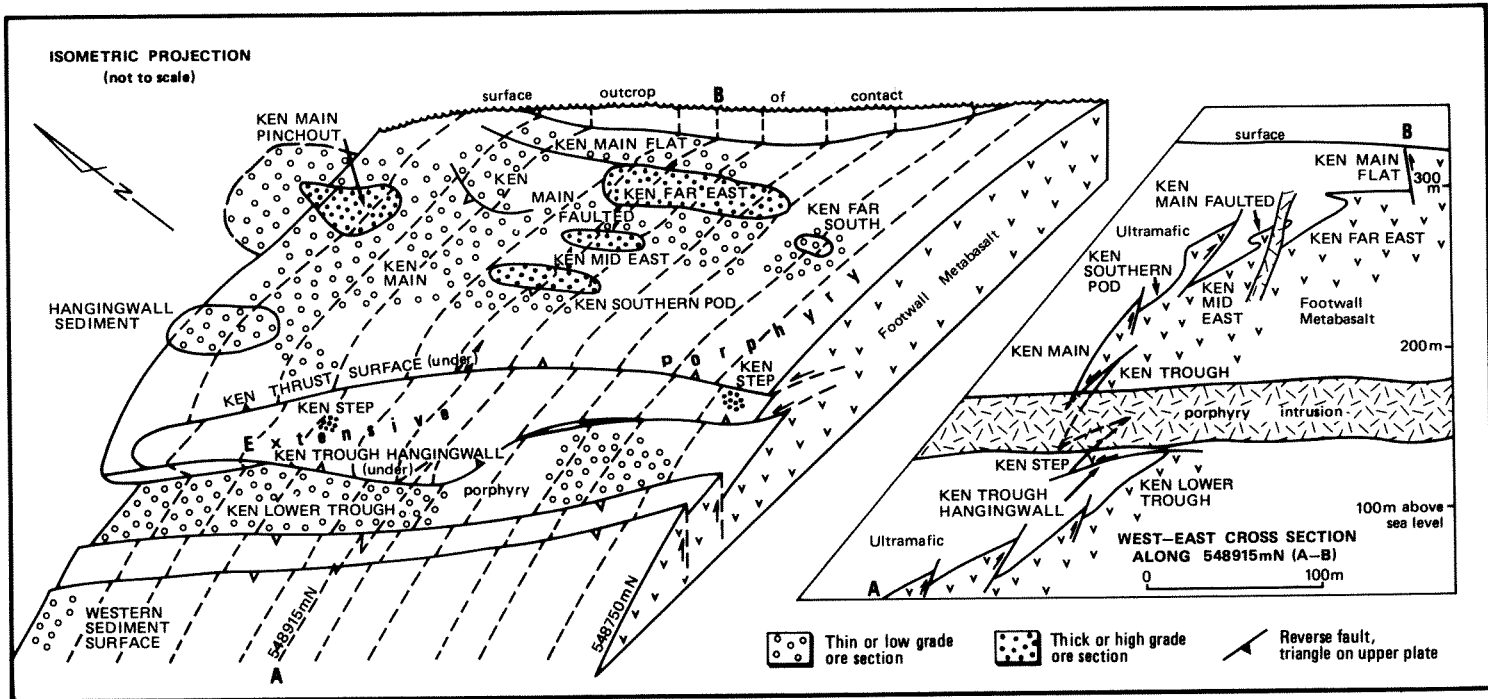 ISOMETRIC PROJECTION
(not to scale)
N
surface outcrop B of contact
KEN MAIN
PINCHOUT
KEN MAIN FLAT
KEN
MAIN
FAULTED
KEN FAR EAST
KEN FAR
SOUTH
KEN MID EAST
KEN
MAIN
KEN SOUTHERN POD
HANGINGWALL
SEDIMENT
KEN THRUST SURFACE (under)
Porphyry
Footwall Metabasalt
KEN
STEP
KEN STEP
Extensive
KEN TROUGH HANGINGWALL
(under)
porphyry
KEN LOWER TROUGH
WESTERN
SEDIMENT
SURFACE
548915mN
A
548750mN
surface
B
KEN MAIN
FLAT
300
m
KEN
MAIN FAULTED
Ultramafic
KEN FAR EAST
KEN
SOUTHERN
POD
KEN
MID
EAST
Footwall
Metabasalt
KEN MAIN
200m
KEN TROUGH
porphyry intrusion
KEN STEP
KEN TROUGH
HANGINGWALL
KEN LOWER
TROUGH
100m above
sea level
Ultramafic
A
WEST–EAST CROSS SECTION
ALONG 548915mN (A–B)
0 100m
Thin or low grade
ore section
Thick or high grade
ore section
Reverse fault,
triangle on upper plate